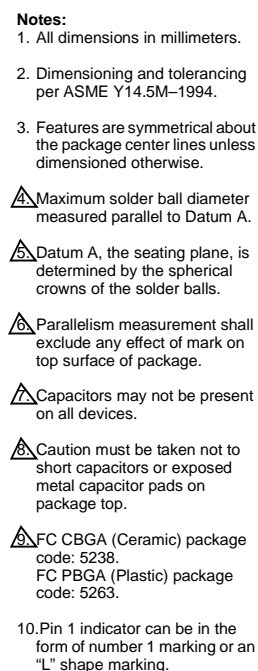 Notes:
1. All dimensions in millimeters.
2. Dimensioning and tolerancing
per ASME Y14.5M–1994.
3. Features are symmetrical about
the package center lines unless
dimensioned otherwise.
4. Maximum solder ball diameter
measured parallel to Datum A.
5. Datum A, the seating plane, is
determined by the spherical
crowns of the solder balls.
6. Parallelism measurement shall
exclude any effect of mark on
top surface of package.
7. Capacitors may not be present
on all devices.
8. Caution must be taken not to
short capacitors or exposed
metal capacitor pads on
package top.
9. FC CBGA (Ceramic) package
code: 5238.
FC PBGA (Plastic) package
code: 5263.
10.Pin 1 indicator can be in the
form of number 1 marking or an
“L” shape marking.